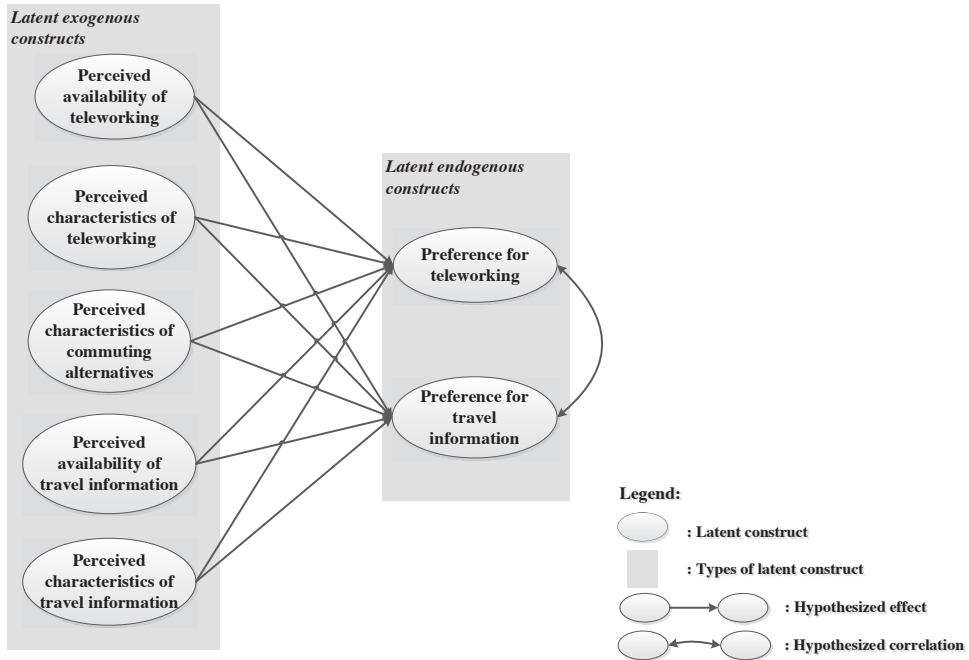 Latent exogenous
constructs
Perceived
availability of
teleworking
Perceived
characteristics of
teleworking
Perceived
characteristics of
commuting
alternatives
Perceived
availability of
travel information
Perceived
characteristics of
travel information
Latent endogenous
constructs
Preference for
teleworking
Preference for
travel
information
Legend:
: Latent construct
: Types of latent construct
: Hypothesized effect
: Hypothesized correlation